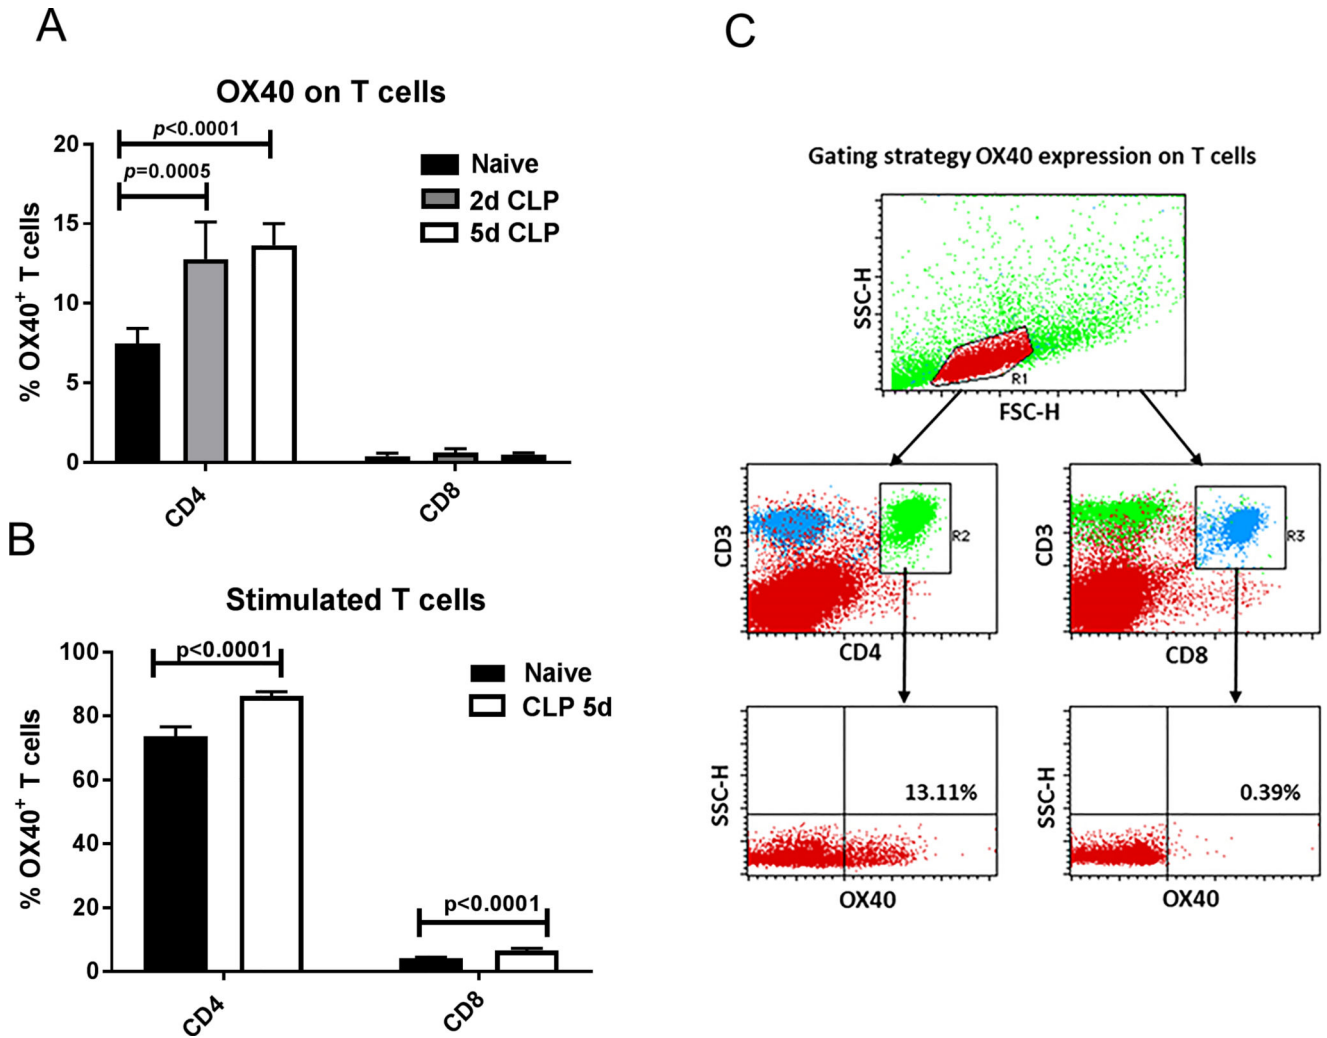 A
OX40 on T cells
p<0.0001
p=0.0005
Naive
2d CLP
5d CLP
% OX40⁺ T cells
20
15
10
5
0
CD4
CD8
B
Stimulated T cells
p<0.0001
p<0.0001
Naive
CLP 5d
% OX40⁺ T cells
100
80
60
40
20
0
CD4
CD8
C
Gating strategy OX40 expression on T cells
SSC-H
R1
FSC-H
CD3
R2
CD4
CD3
R3
CD8
SSC-H
13.11%
OX40
SSC-H
0.39%
OX40